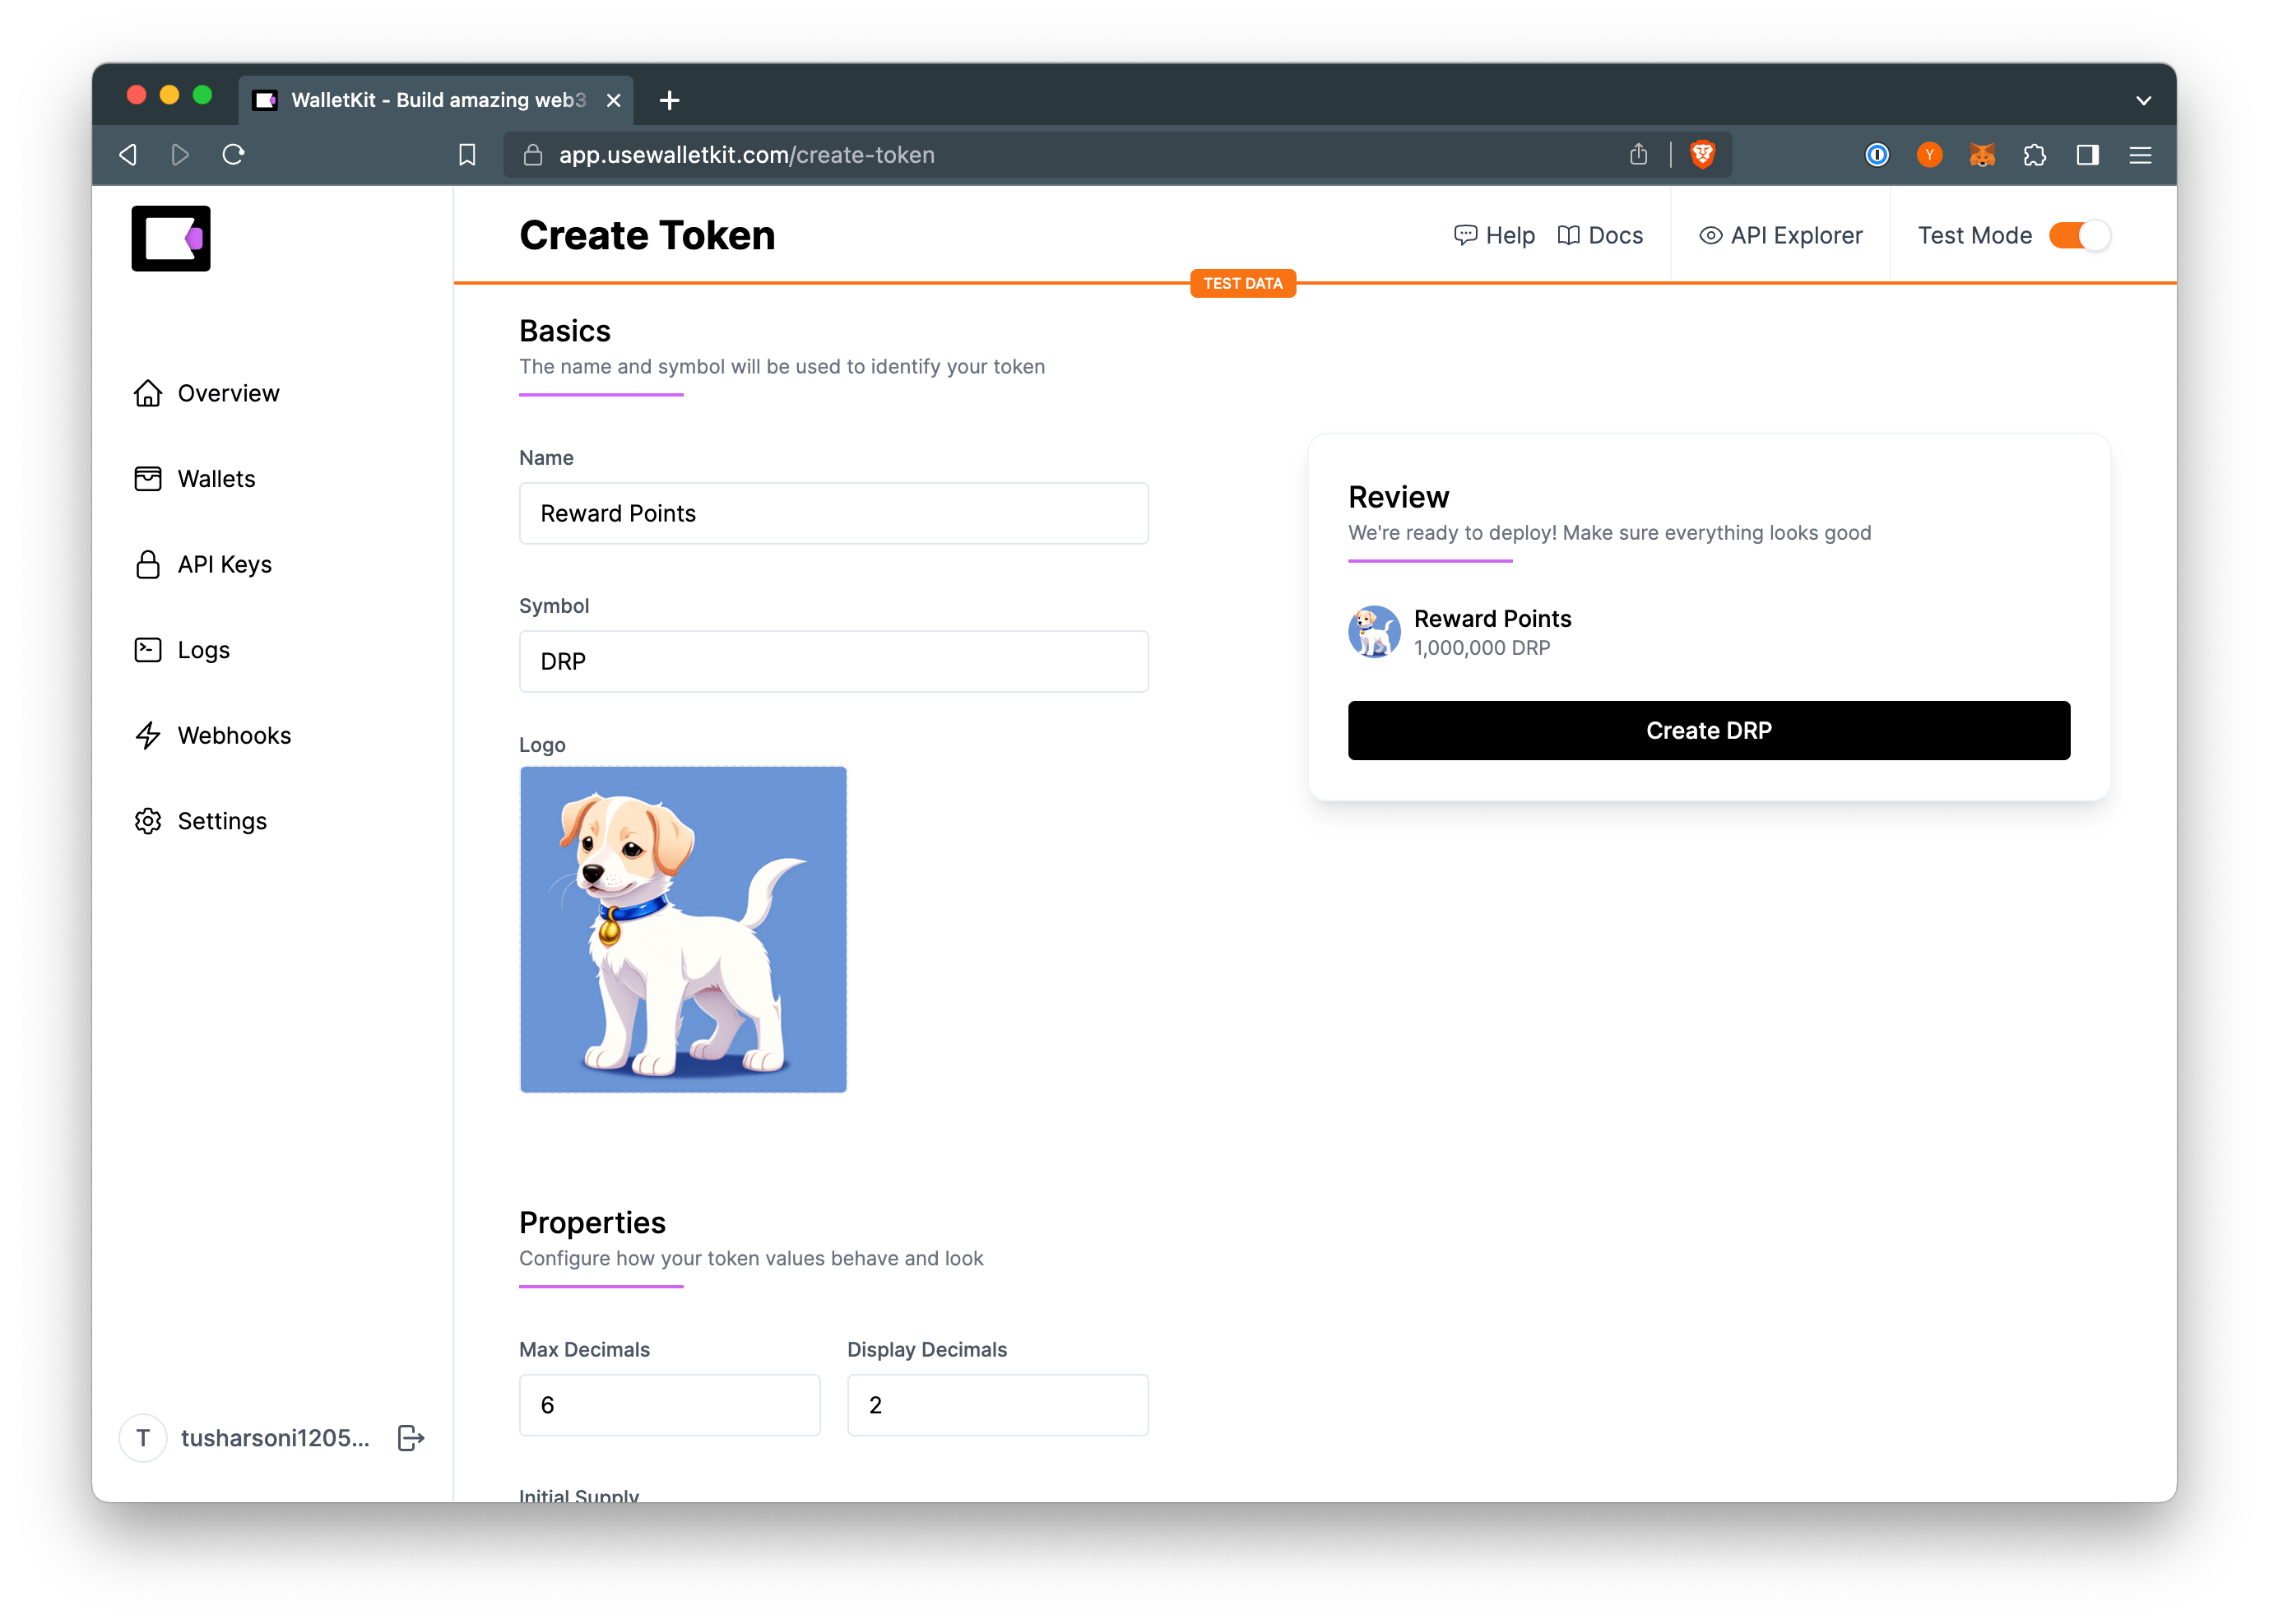 WalletKit - Build amazing web3
app.usewalletkit.com/create-token
Y
Create Token
Help
Docs
API Explorer
Test Mode
TEST DATA
Overview
Wallets
API Keys
Logs
Webhooks
Settings
T
tusharsoni1205...
Basics
The name and symbol will be used to identify your token
Name
Reward Points
Symbol
DRP
Logo
Properties
Configure how your token values behave and look
Max Decimals
Display Decimals
6
2
Initial Supply
Review
We're ready to deploy! Make sure everything looks good
Reward Points
1,000,000 DRP
Create DRP